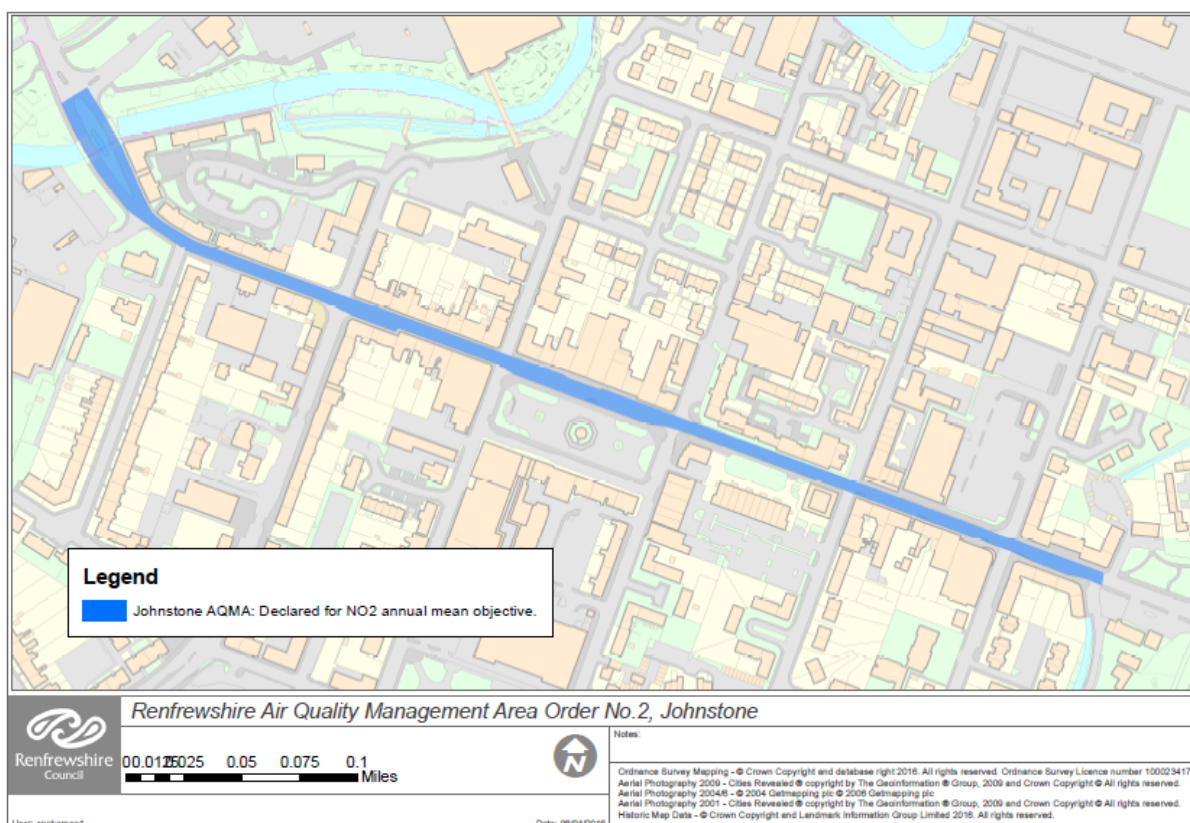 Legend
Johnstone AQMA: Declared for NO2 annual mean objective.
Renfrewshire Air Quality Management Area Order No.2, Johnstone
Renfrewshire
Council
0.05 0.075 0.1
Miles
N
Notes:
Ordnance Survey Mapping - © Crown Copyright and database right 2016. All rights reserved. Ordnance Survey Licence number 100023417
Aerial Photography 2009 - Cities Revealed ® copyright by The Geoinformation ® Group, 2009 and Crown Copyright © All rights reserved.
Aerial Photography 2004/6 - © 2004 Getmapping plc © 2006 Getmapping plc
Aerial Photography 2001 - Cities Revealed ® copyright by The Geoinformation ® Group, 2009 and Crown Copyright © All rights reserved.
Historic Map Data - © Crown Copyright and Landmark Information Group Limited 2016. All rights reserved.